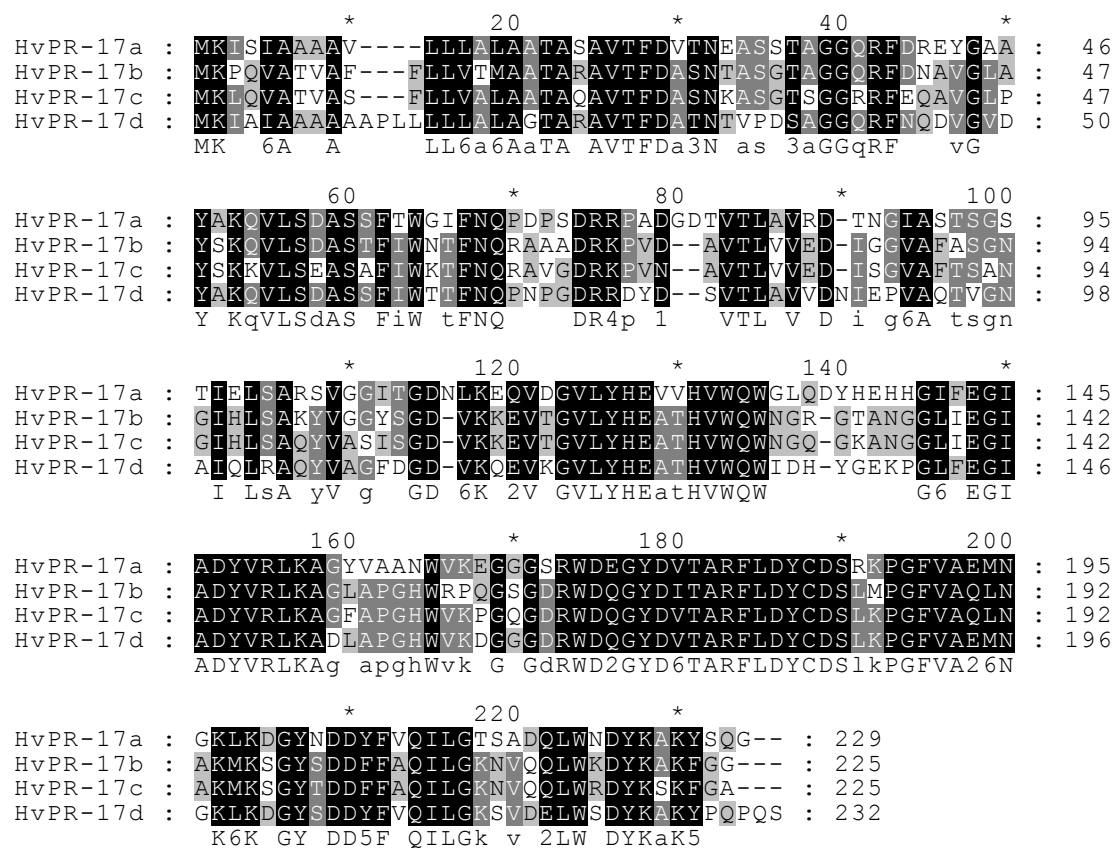 * 20 * 40 *
HvPR-17a : MKISIAAAAV----LLLALAATASAVTFDVTNEASSTAGGQRFDREYGAA : 46
HvPR-17b : MKPQVATVAF---FLLVTMAATARAVTFDASNTASGTAGGQRFDNAVGLA : 47
HvPR-17c : MKLQVATVAS---FLLVALAATAQAVTFDASNKASGTSGGRRFEQAVGLP : 47
HvPR-17d : MKIAIAAAAAAPLLLLLALAGTARAVTFDATNTVPDSAGGQRFNQDVGVD : 50
MK 6A A LL6a6AaTA AVTFDa3N as 3aGGqRF vG
60 * 80 * 100
HvPR-17a : YAKQVLSDASSFTWGIFNQPDPSDRRPADGDTVTLAVRD-TNGIASTSGS : 95
HvPR-17b : YSKQVLSDASTFIWNTFNQRAAADRKPVD--AVTLVVED-IGGVAFASGN : 94
HvPR-17c : YSKKVLSEASAFIWKTFNQRAVGDRKPVN--AVTLVVED-ISGVAFTSAN : 94
HvPR-17d : YAKQVLSDASSFIWTTFNQPNPGDRRDYD--SVTLAVVDNIEPVAQTVGN : 98
Y KqVLSdAS FiW tFNQ DR4p 1 VTL V D i g6A tsgn
* 120 * 140 *
HvPR-17a : TIELSARSVGGITGDNLKEQVDGVLYHEVVHVWQWGLQDYHEHHGIFEGI : 145
HvPR-17b : GIHLSAKYVGGYSGD-VKKEVTGVLYHEATHVWQWNGR-GTANGGLIEGI : 142
HvPR-17c : GIHLSAQYVASISGD-VKKEVTGVLYHEATHVWQWNGQ-GKANGGLIEGI : 142
HvPR-17d : AIQLRAQYVAGFDGD-VKQEVKGVLYHEATHVWQWIDH-YGEKPGLFEGI : 146
I LsA yV g GD 6K 2V GVLYHEatHVWQW G6 EGI
160 * 180 * 200
HvPR-17a : ADYVRLKAGYVAANWVKEGGGSRWDEGYDVTARFLDYCDSRKPGFVAEMN : 195
HvPR-17b : ADYVRLKAGLAPGHWRPQGSGDRWDQGYDITARFLDYCDSLMPGFVAQLN : 192
HvPR-17c : ADYVRLKAGFAPGHWVKPGQGDRWDQGYDVTARFLDYCDSLKPGFVAQLN : 192
HvPR-17d : ADYVRLKADLAPGHWVKDGGGDRWDQGYDVTARFLDYCDSLKPGFVAEMN : 196
ADYVRLKAg apghWvk G GdRWD2GYD6TARFLDYCDSlkPGFVA26N
* 220 *
HvPR-17a : GKLKDGYNDDYFVQILGTSADQLWNDYKAKYSQG-- : 229
HvPR-17b : AKMKSGYSDDFFAQILGKNVQQLWKDYKAKFGG--- : 225
HvPR-17c : AKMKSGYTDDFFAQILGKNVQQLWRDYKSKFGA--- : 225
HvPR-17d : GKLKDGYSDDYFVQILGKSVDELWSDYKAKYPQPQS : 232
K6K GY DD5F QILGk v 2LW DYKaK5